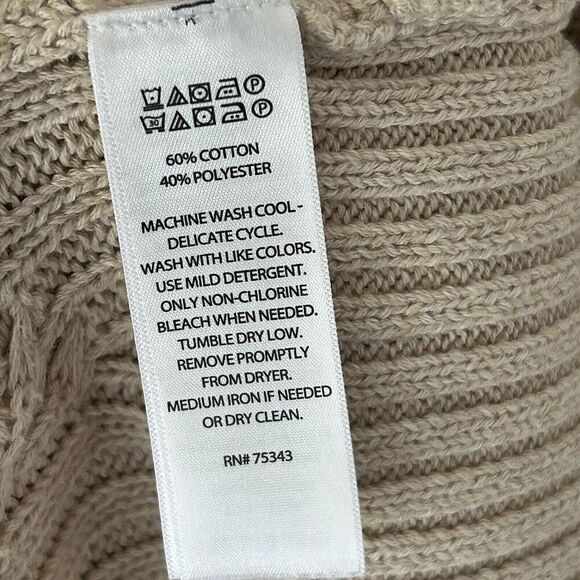 60% COTTON
40% POLYESTER
MACHINE WASH COOL -
DELICATE CYCLE.
WASH WITH LIKE COLORS.
USE MILD DETERGENT.
ONLY NON-CHLORINE
BLEACH WHEN NEEDED.
TUMBLE DRY LOW.
REMOVE PROMPTLY
FROM DRYER.
MEDIUM IRON IF NEEDED
OR DRY CLEAN.
RN# 75343